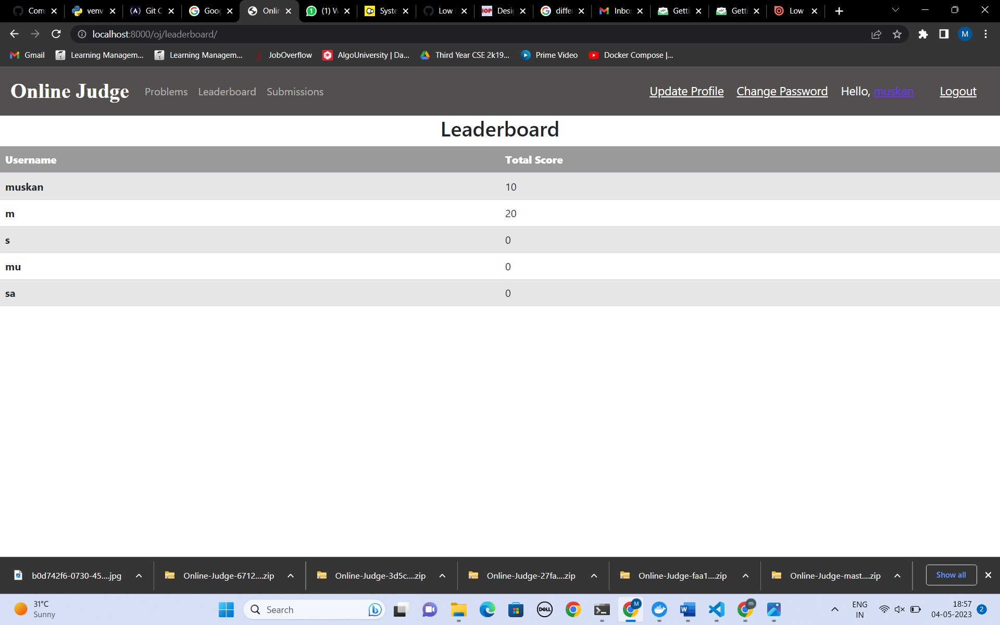 Com venv Git C Goog Onlin (1) W Syste Low Desig differ Inbo Getti Getti Low
localhost:8000/oj/leaderboard/ M
Gmail Learning Managem... Learning Managem... JobOverflow AlgoUniversity | Da... Third Year CSE 2k19... Prime Video Docker Compose |...
Online Judge Problems Leaderboard Submissions Update Profile Change Password Hello, muskan Logout
Leaderboard
Username Total Score
muskan 10
m 20
s 0
mu 0
sa 0
b0d742f6-0730-45....jpg Online-Judge-6712....zip Online-Judge-3d5c....zip Online-Judge-27fa....zip Online-Judge-faa1....zip Online-Judge-mast....zip Show all
31°C
Sunny
Search
ENG
IN
18:57
04-05-2023
2